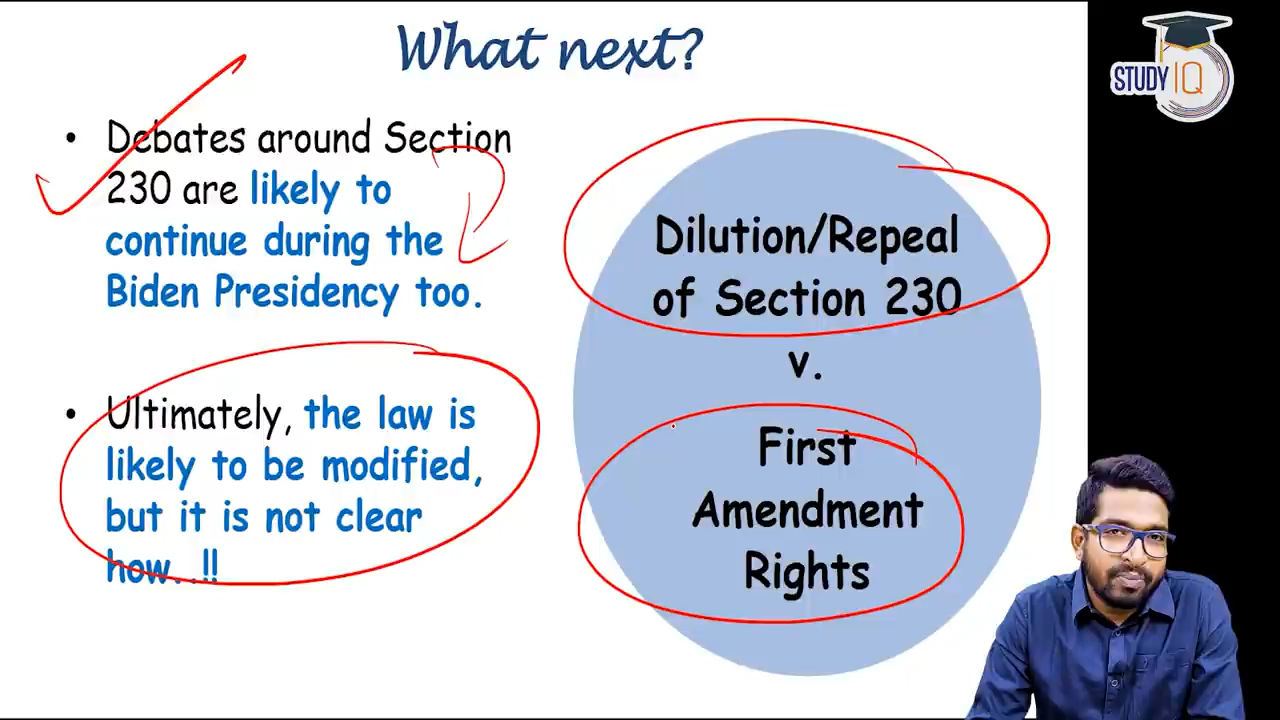 What next?
• Debates around Section
230 are likely to
continue during the
Biden Presidency too.
• Ultimately, the law is
likely to be modified,
but it is not clear
how..!!
Dilution/Repeal
of Section 230
v.
First
Amendment
Rights
STUDY IQ